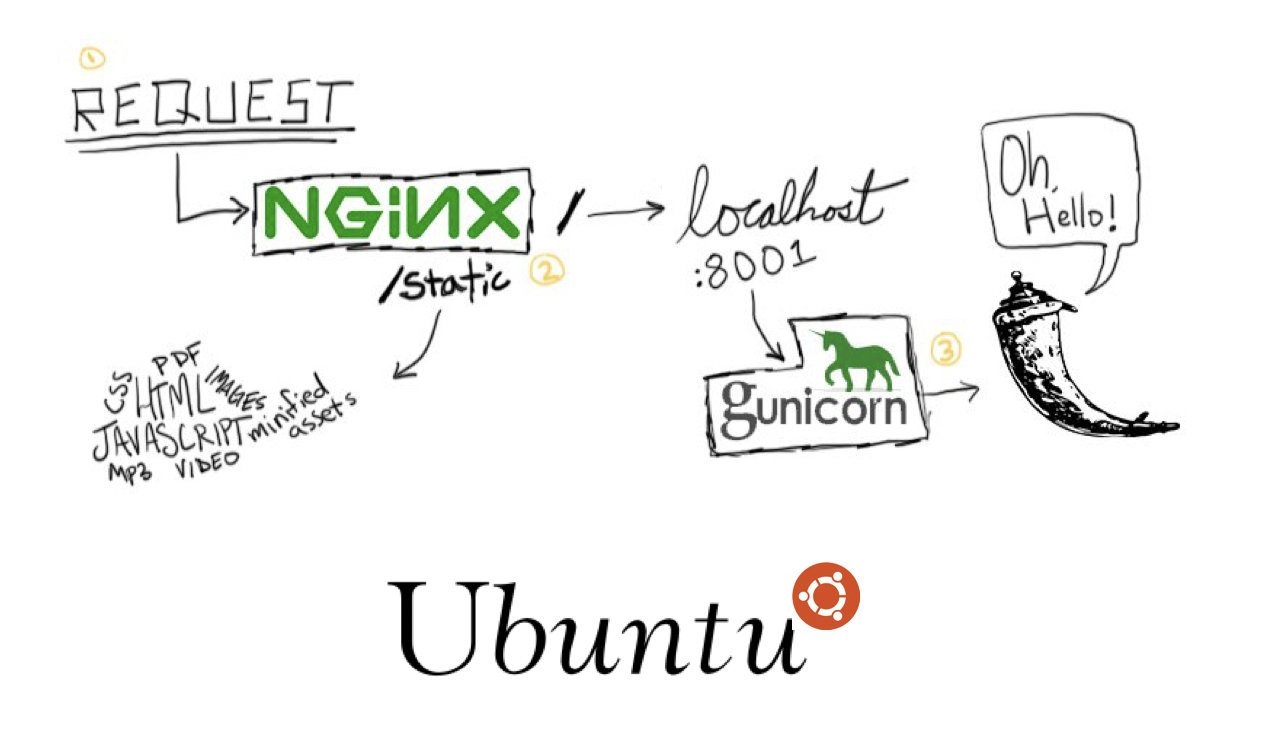 1
REQUEST
NGiNX / localhost
:8001
/static 2
PDF
CSS
HTML
IMAGES
JAVASCRIPT
minified
assets
MP3 VIDEO
3
gunicorn
Oh,
Hello!
Ubuntu